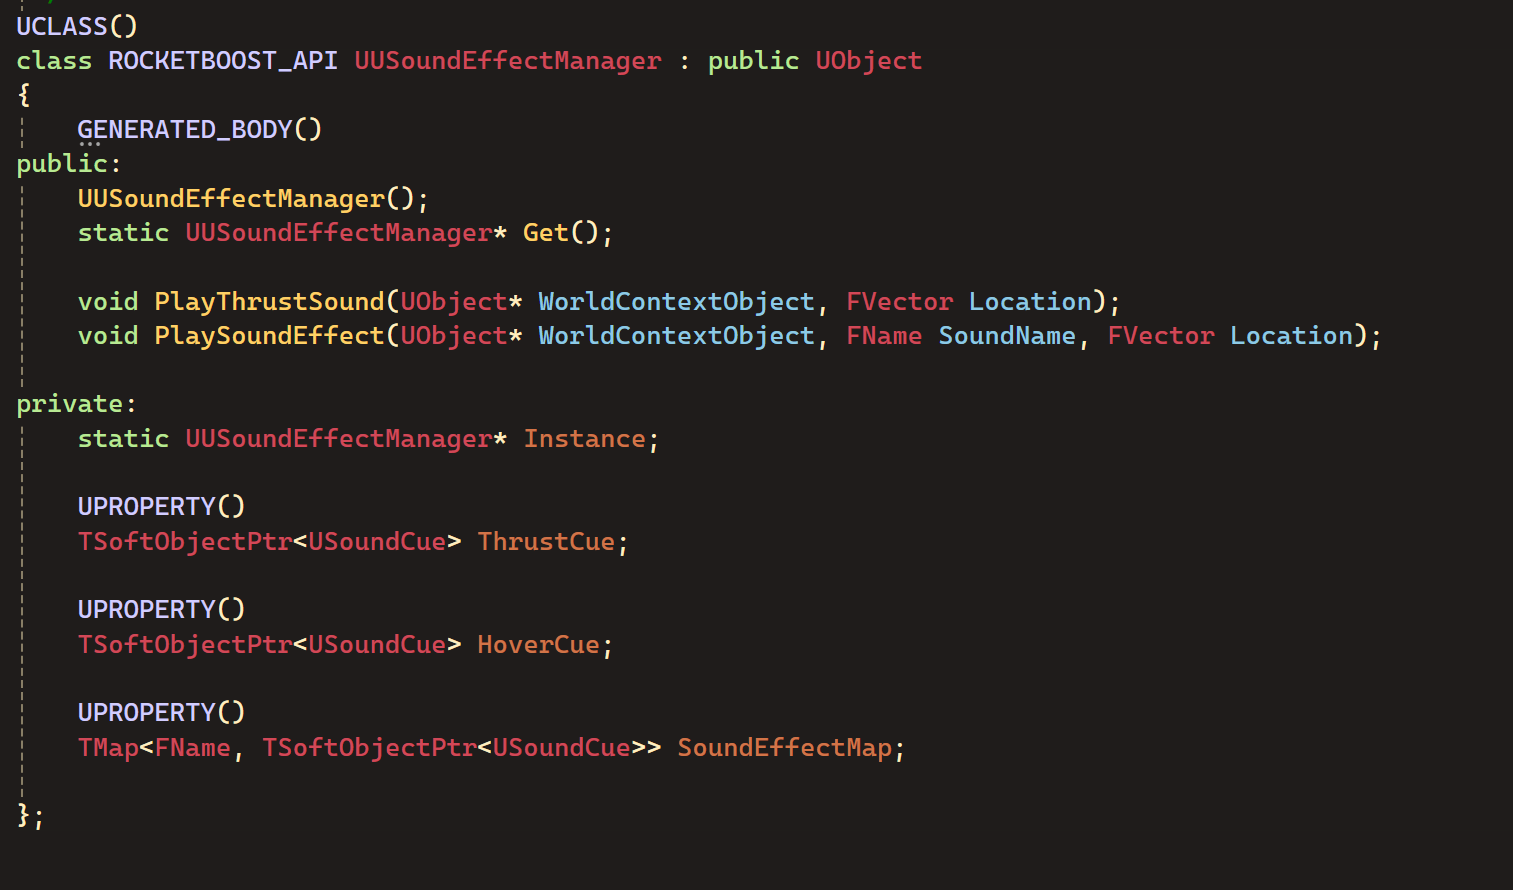 UCLASS()
class ROCKETBOOST_API UUSoundEffectManager : public UObject
{
    GENERATED_BODY()
public:
    UUSoundEffectManager();
    static UUSoundEffectManager* Get();

    void PlayThrustSound(UObject* WorldContextObject, FVector Location);
    void PlaySoundEffect(UObject* WorldContextObject, FName SoundName, FVector Location);

private:
    static UUSoundEffectManager* Instance;

    UPROPERTY()
    TSoftObjectPtr<USoundCue> ThrustCue;

    UPROPERTY()
    TSoftObjectPtr<USoundCue> HoverCue;

    UPROPERTY()
    TMap<FName, TSoftObjectPtr<USoundCue>> SoundEffectMap;

};